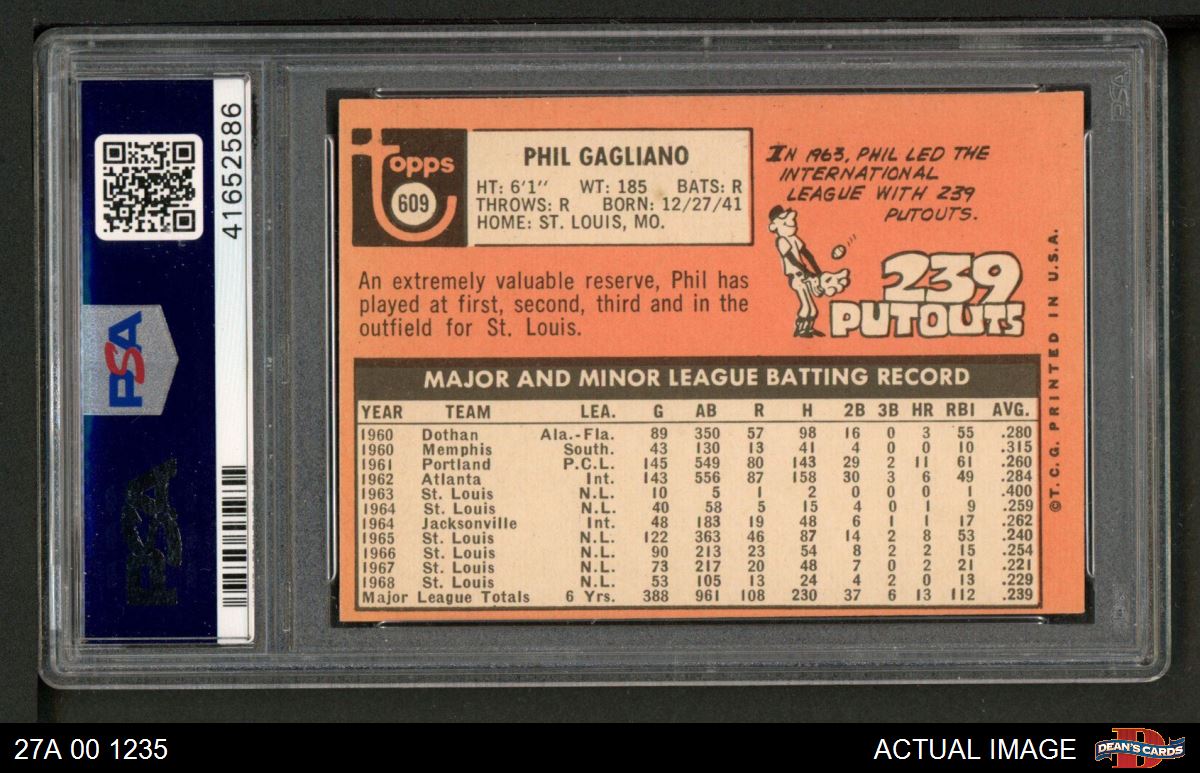 41652586
PSA
PSA
PSA
Topps
609
PHIL GAGLIANO
HT: 6'1" WT: 185 BATS: R
THROWS: R BORN: 12/27/41
HOME: ST. LOUIS, MO.
IN 1963, PHIL LED THE
INTERNATIONAL
LEAGUE WITH 239
PUTOUTS.
239
PUTOUTS
An extremely valuable reserve, Phil has
played at first, second, third and in the
outfield for St. Louis.
MAJOR AND MINOR LEAGUE BATTING RECORD
YEAR TEAM LEA. G AB R H 2B 3B HR RBI AVG.
1960 Dothan Ala.-Fla. 89 350 57 98 16 0 3 55 .280
1960 Memphis South. 43 130 13 41 4 0 0 10 .315
1961 Portland P.C.L. 145 549 80 143 29 2 11 61 .260
1962 Atlanta Int. 143 556 87 158 30 3 6 49 .284
1963 St. Louis N.L. 10 5 1 2 0 0 0 1 .400
1964 St. Louis N.L. 40 58 5 15 4 0 1 9 .259
1964 Jacksonville Int. 48 183 19 48 6 1 1 17 .262
1965 St. Louis N.L. 122 363 46 87 14 2 8 53 .240
1966 St. Louis N.L. 90 213 23 54 8 2 2 15 .254
1967 St. Louis N.L. 73 217 20 48 7 0 2 21 .221
1968 St. Louis N.L. 53 105 13 24 4 2 0 13 .229
Major League Totals 6 Yrs. 388 961 108 230 37 6 13 112 .239
©T.C.G. PRINTED IN U.S.A.
27A 00 1235
ACTUAL IMAGE
DEAN'S CARDS